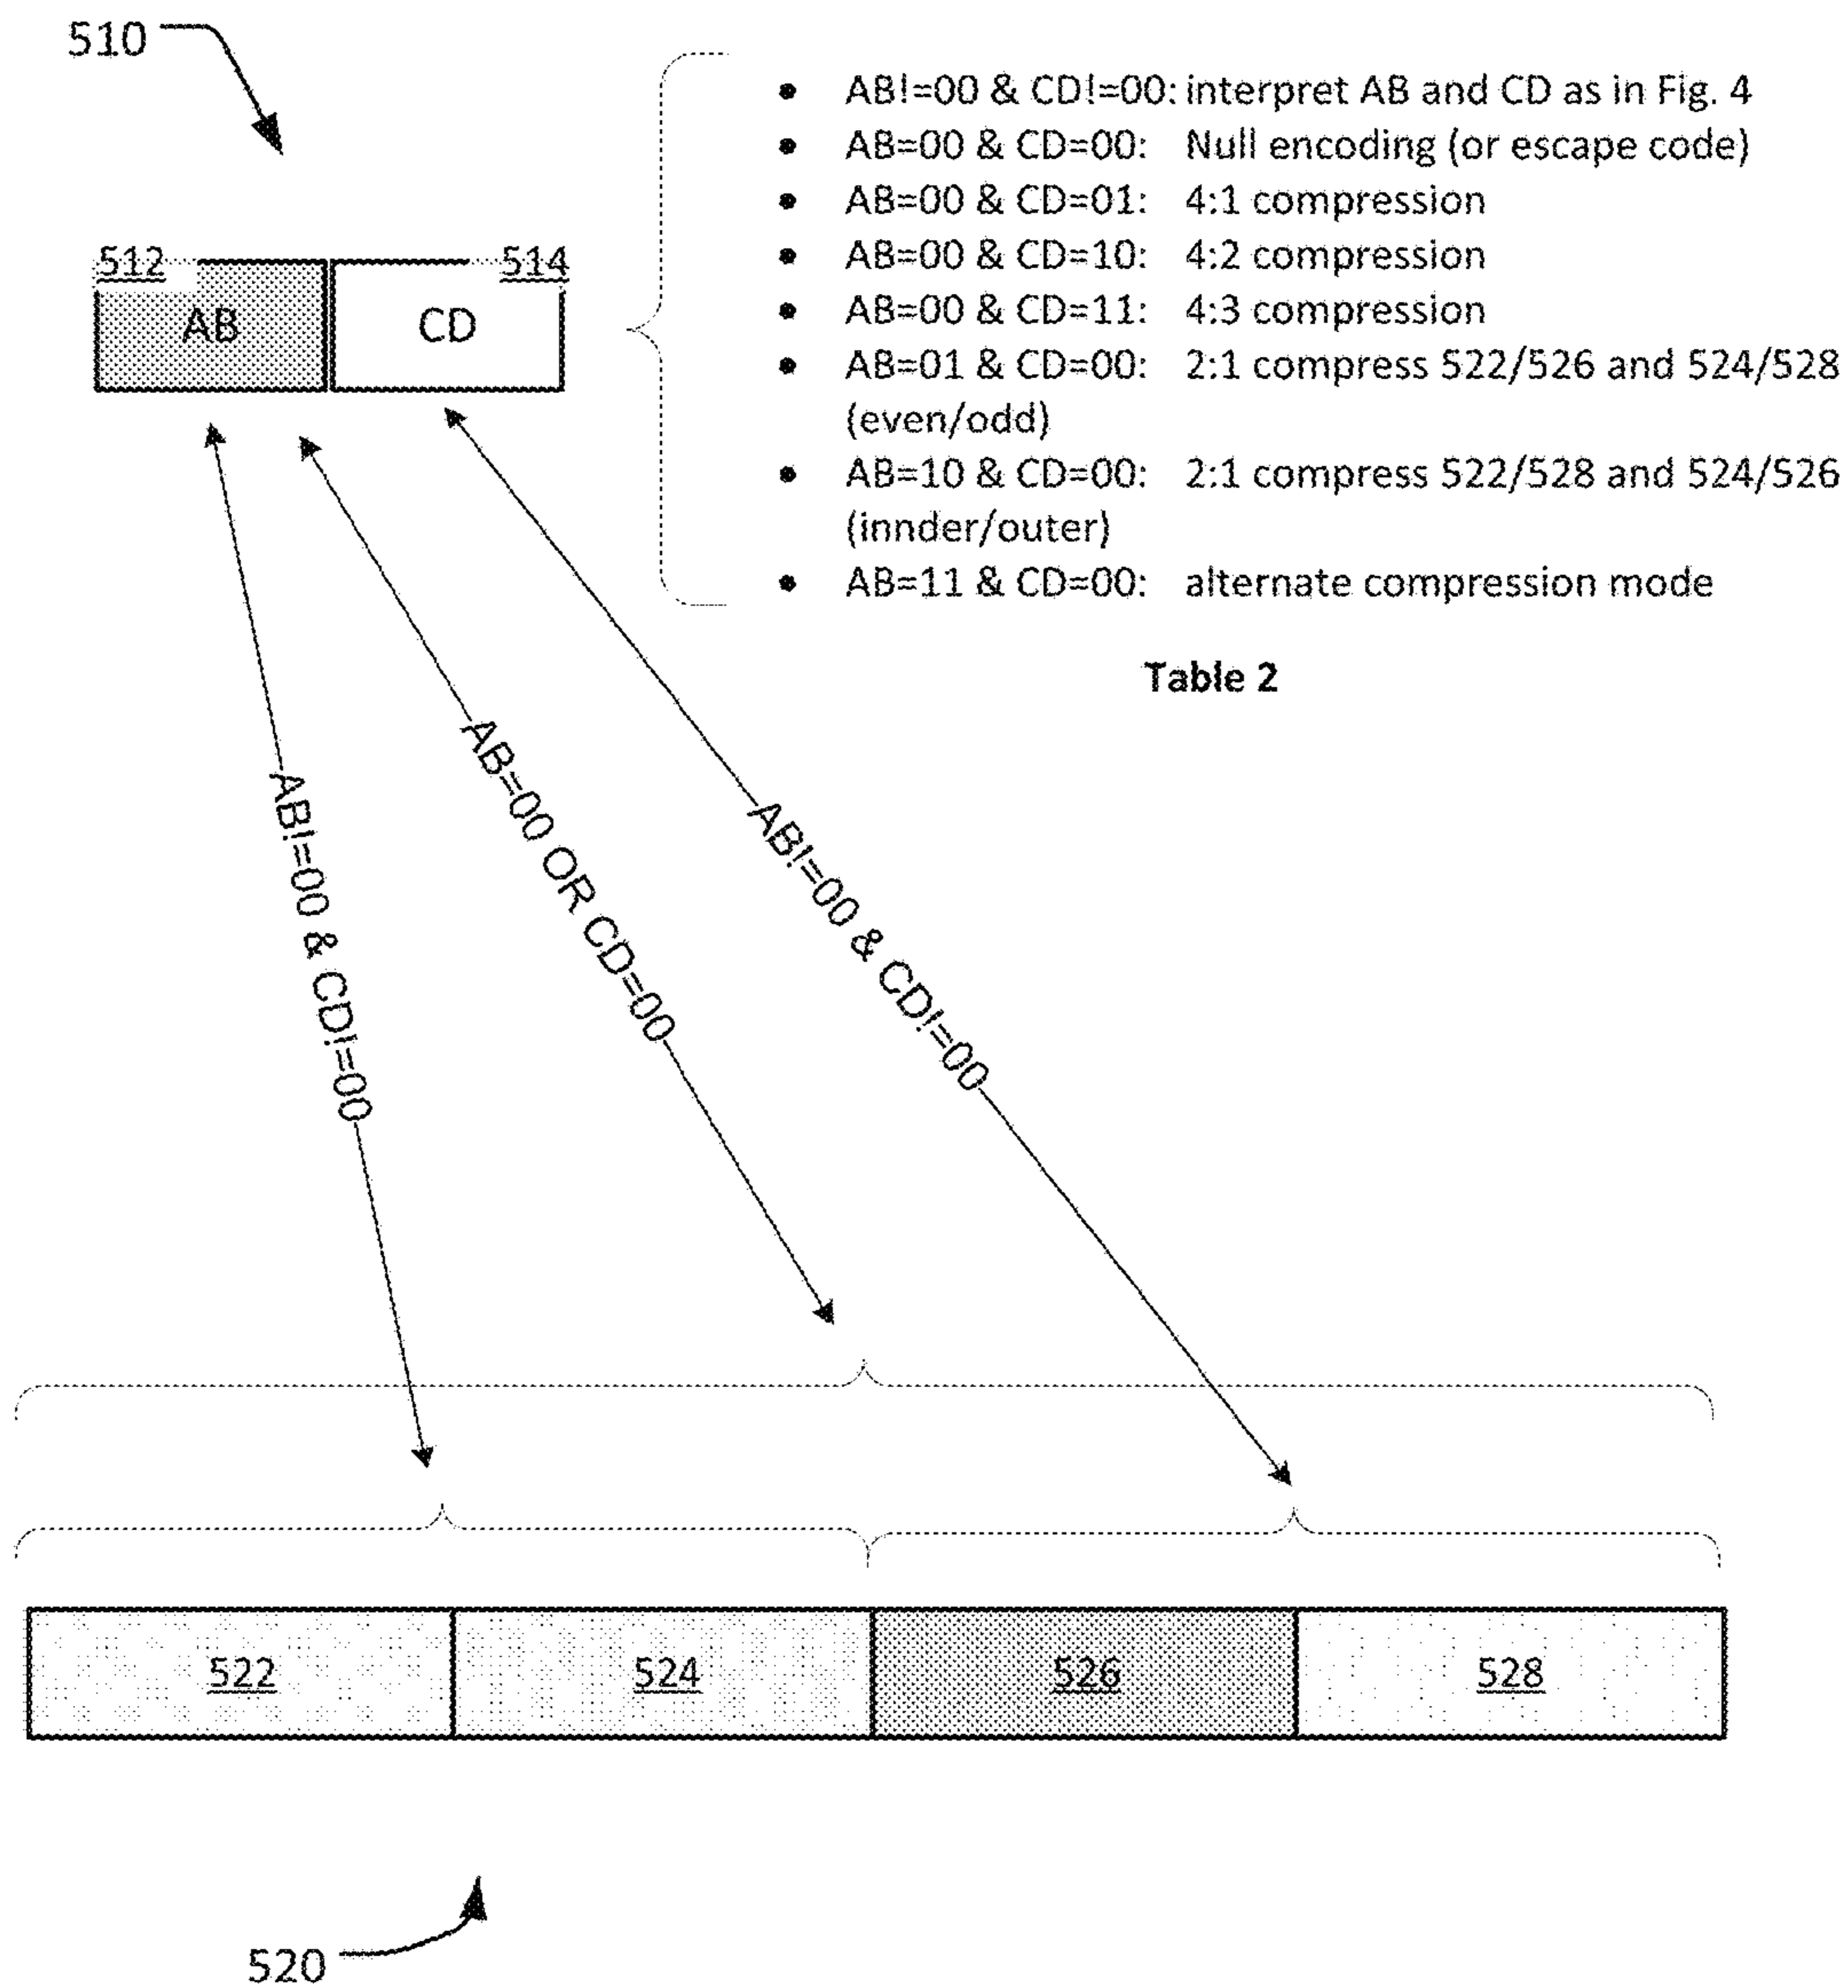 510
• AB!=00 & CD!=00: interpret AB and CD as in Fig. 4
• AB=00 & CD=00: Null encoding (or escape code)
• AB=00 & CD=01: 4:1 compression
• AB=00 & CD=10: 4:2 compression
• AB=00 & CD=11: 4:3 compression
• AB=01 & CD=00: 2:1 compress 522/526 and 524/528
(even/odd)
• AB=10 & CD=00: 2:1 compress 522/528 and 524/526
(innder/outer)
• AB=11 & CD=00: alternate compression mode
Table 2
512 514
AB CD
AB!=00 & CD!=00
AB=00 OR CD=00
AB!=00 & CD!=00
522 524 526 528
520